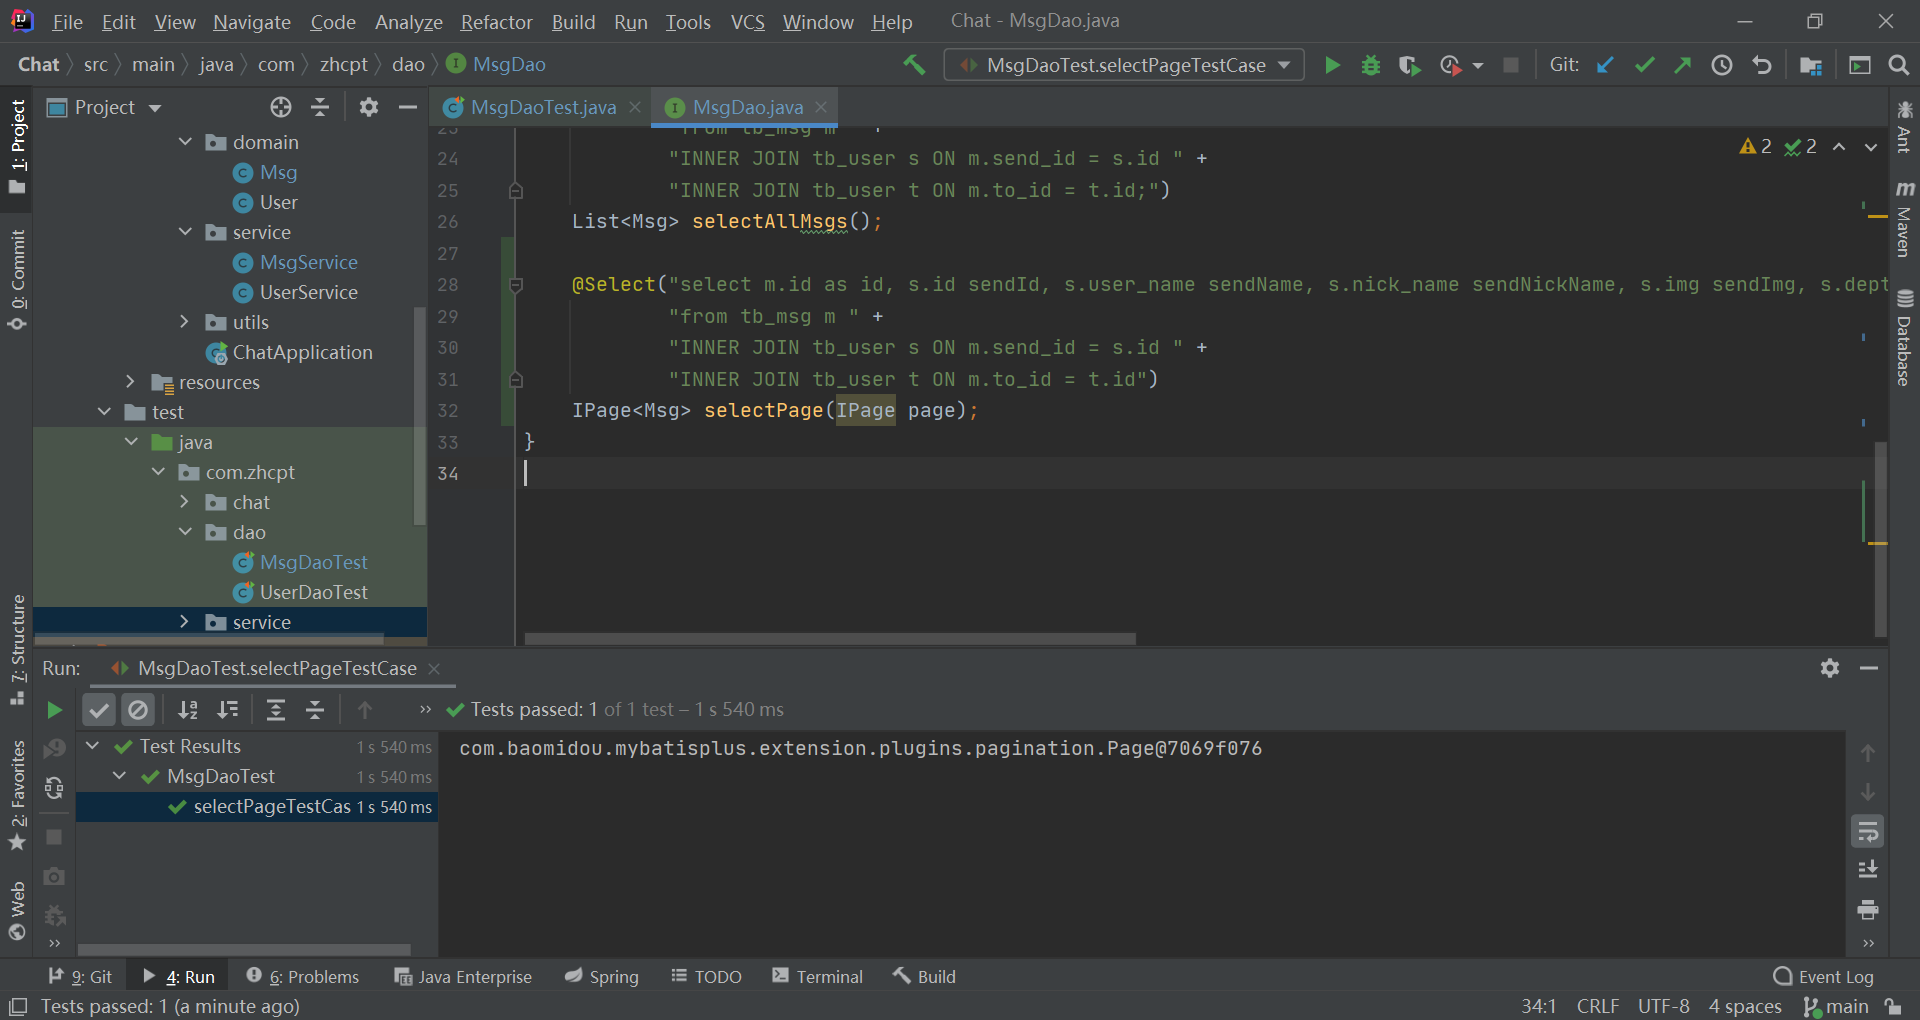 File Edit View Navigate Code Analyze Refactor Build Run Tools VCS Window Help Chat - MsgDao.java
Chat src main java com zhcpt dao MsgDao MsgDaoTest.selectPageTestCase Git:
1: Project
0: Commit
7: Structure
2: Favorites
Web
Project
domain
Msg
User
service
MsgService
UserService
utils
ChatApplication
resources
test
java
com.zhcpt
chat
dao
MsgDaoTest
UserDaoTest
service
MsgDaoTest.java MsgDao.java
2 2
23 "from tb_msg m " +
24 "INNER JOIN tb_user s ON m.send_id = s.id " +
25 "INNER JOIN tb_user t ON m.to_id = t.id;")
26 List<Msg> selectAllMsgs();
27
28 @Select("select m.id as id, s.id sendId, s.user_name sendName, s.nick_name sendNickName, s.img sendImg, s.dept
29 "from tb_msg m " +
30 "INNER JOIN tb_user s ON m.send_id = s.id " +
31 "INNER JOIN tb_user t ON m.to_id = t.id")
32 IPage<Msg> selectPage(IPage page);
33 }
34
Ant
Maven
Database
Run: MsgDaoTest.selectPageTestCase
Tests passed: 1 of 1 test – 1 s 540 ms
Test Results 1 s 540 ms
MsgDaoTest 1 s 540 ms
selectPageTestCas 1 s 540 ms
com.baomidou.mybatisplus.extension.plugins.pagination.Page@7069f076
9: Git 4: Run 6: Problems Java Enterprise Spring TODO Terminal Build Event Log
Tests passed: 1 (a minute ago) 34:1 CRLF UTF-8 4 spaces main